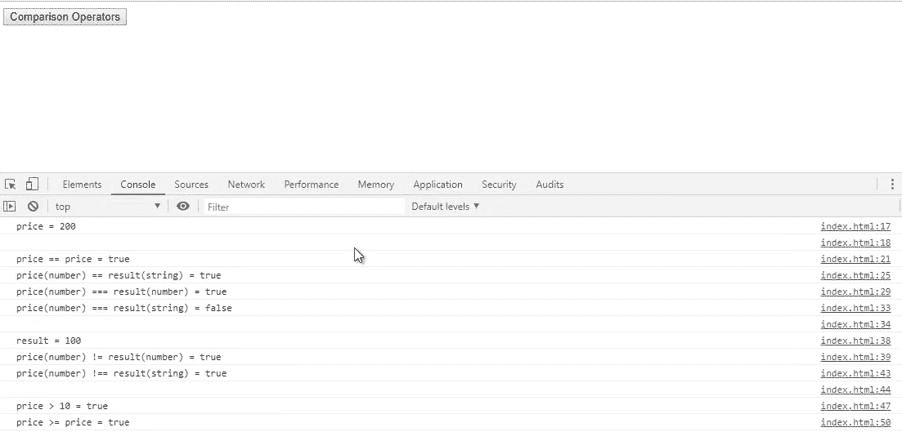 Comparison Operators
Elements Console Sources Network Performance Memory Application Security Audits
top Filter Default levels
price = 200 index.html:17
index.html:18
price == price = true index.html:21
price(number) == result(string) = true index.html:25
price(number) === result(number) = true index.html:29
price(number) === result(string) = false index.html:33
index.html:34
result = 100 index.html:38
price(number) != result(number) = true index.html:39
price(number) !== result(string) = true index.html:43
index.html:44
price > 10 = true index.html:47
price >= price = true index.html:50